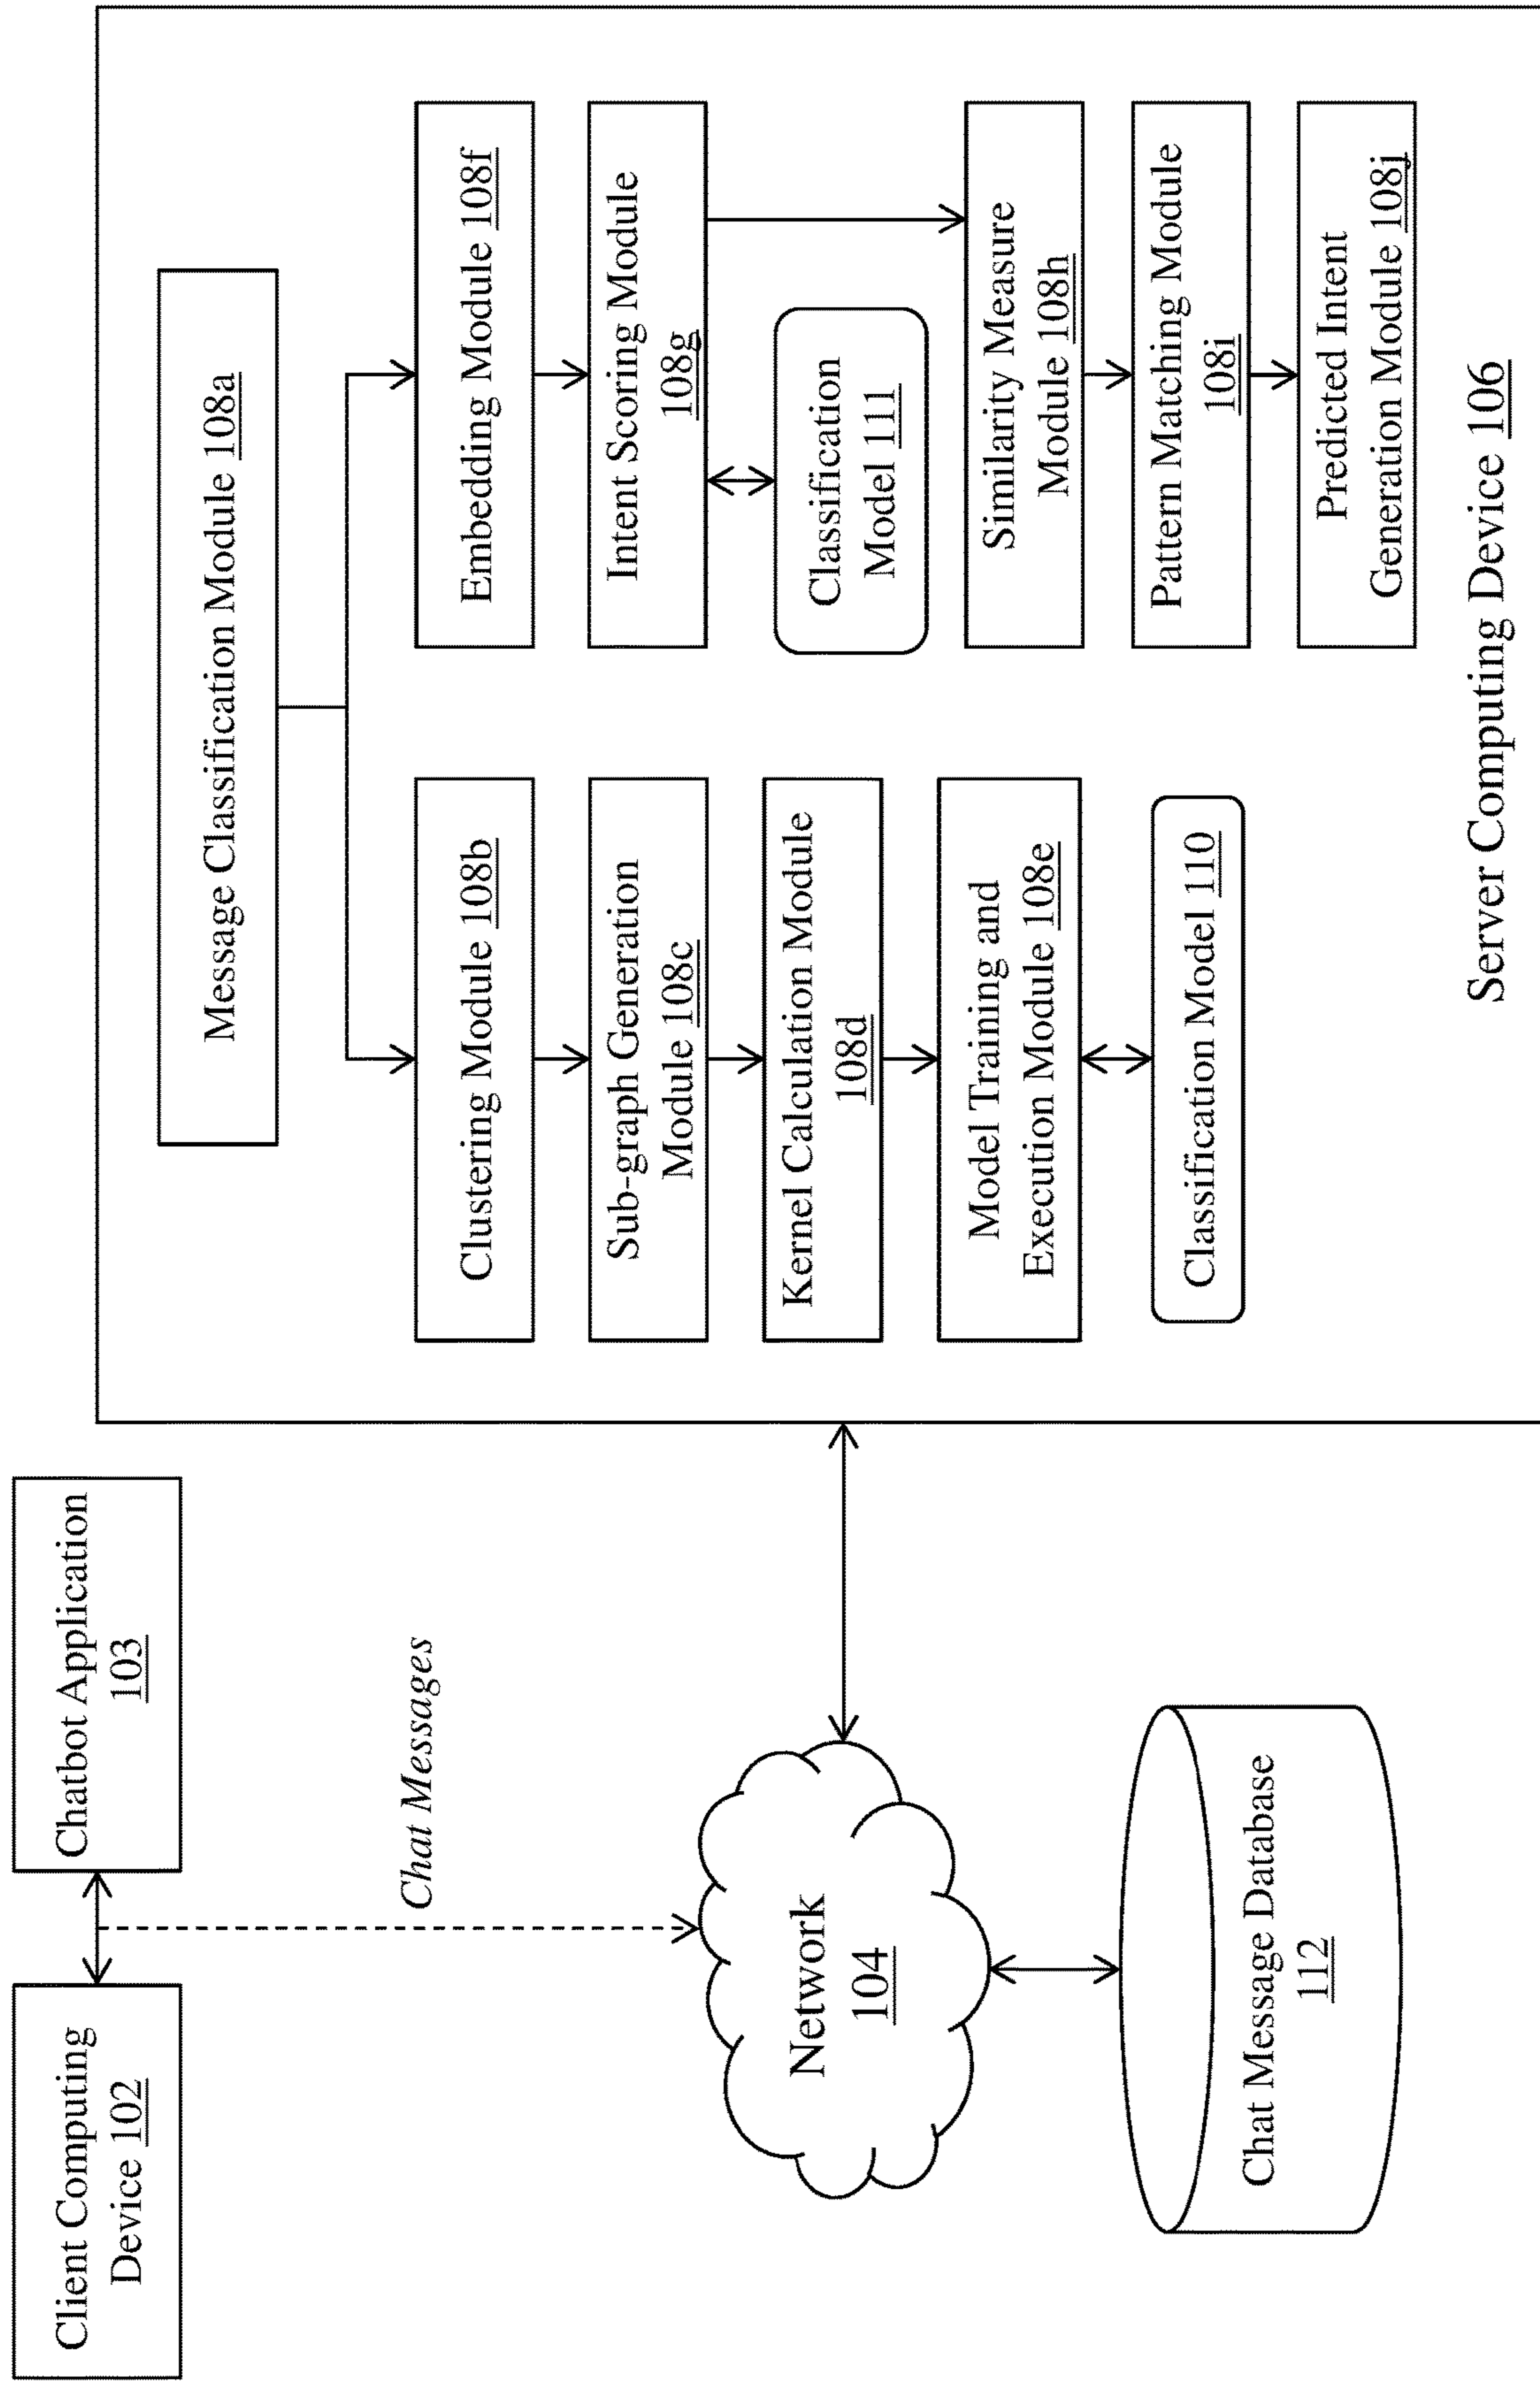 Client Computing
Device 102
Chatbot Application
103
Chat Messages
Network
104
Chat Message Database
112
Message Classification Module 108a
Clustering Module 108b
Sub-graph Generation
Module 108c
Kernel Calculation Module
108d
Model Training and
Execution Module 108e
Classification Model 110
Embedding Module 108f
Intent Scoring Module
108g
Classification
Model 111
Similarity Measure
Module 108h
Pattern Matching Module
108i
Predicted Intent
Generation Module 108j
Server Computing Device 106